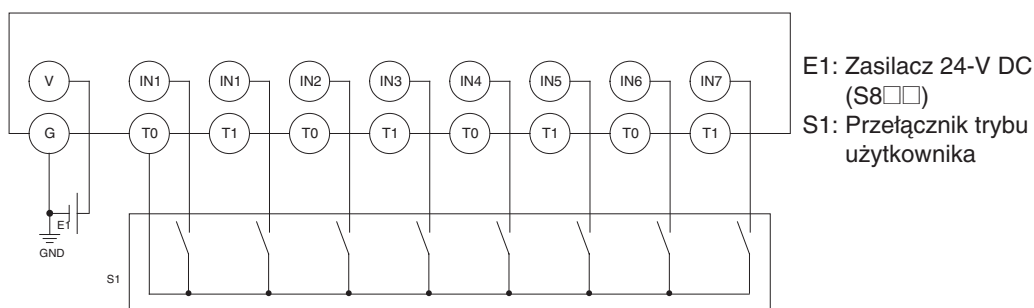 V IN1 IN1 IN2 IN3 IN4 IN5 IN6 IN7
G T0 T1 T0 T1 T0 T1 T0 T1
E1
GND
S1
E1: Zasilacz 24-V DC
(S8□□)
S1: Przełącznik trybu
użytkownika